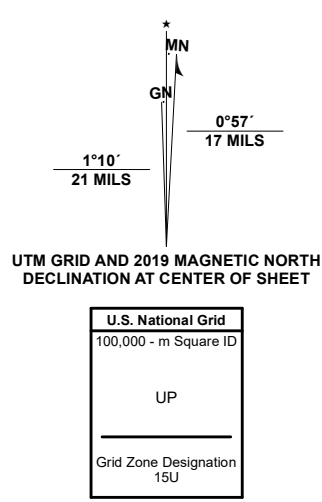 ★
MN
GN
0°57´
17 MILS
1°10´
21 MILS
UTM GRID AND 2019 MAGNETIC NORTH
DECLINATION AT CENTER OF SHEET
U.S. National Grid
100,000 - m Square ID
UP
Grid Zone Designation
15U